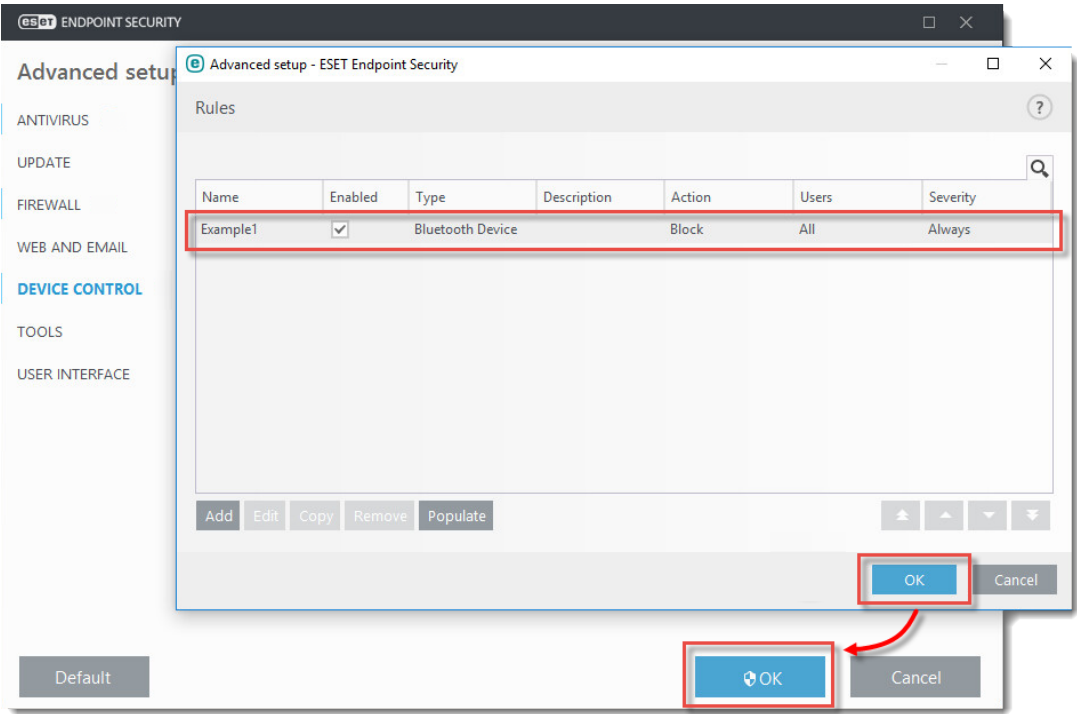 eset ENDPOINT SECURITY
Advanced setup
e Advanced setup - ESET Endpoint Security
Rules
?
ANTIVIRUS
UPDATE
FIREWALL
WEB AND EMAIL
DEVICE CONTROL
TOOLS
USER INTERFACE
Name Enabled Type Description Action Users Severity
Example1 Bluetooth Device Block All Always
Add Edit Copy Remove Populate
OK Cancel
Default OK Cancel